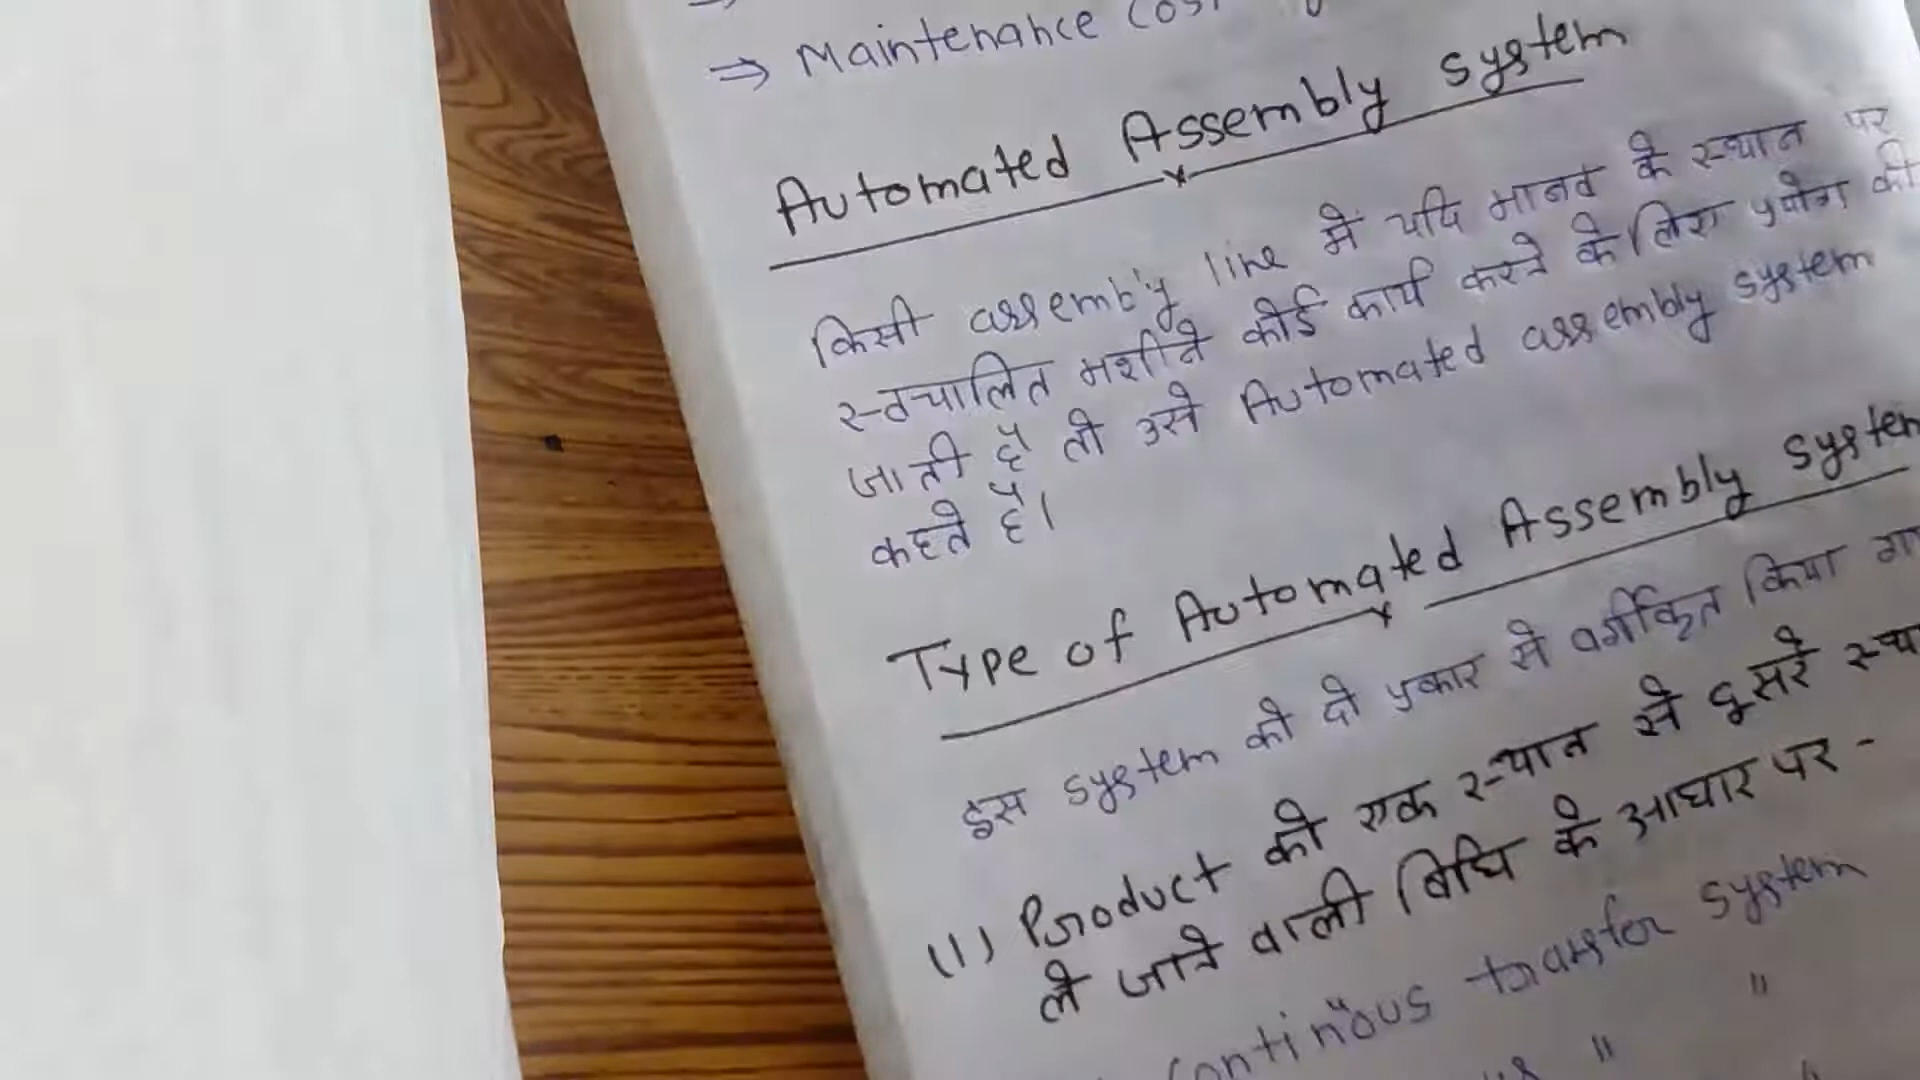 ⇒ Maintenance Cost
Automated Assembly system
किसी assembly line में यदि मानव के स्थान पर
स्वचालित मशीने कोई कार्य करने के लिए प्रयोग की
जाती है तो उसे Automated assembly system
कहते है।
Type of Automated Assembly system
इस system को दो प्रकार से वर्गीकृत किया
(1) Product को एक स्थान से दूसरे
ले जाने वाली बिधि के आधार पर -
Continuous transfer system
"
"